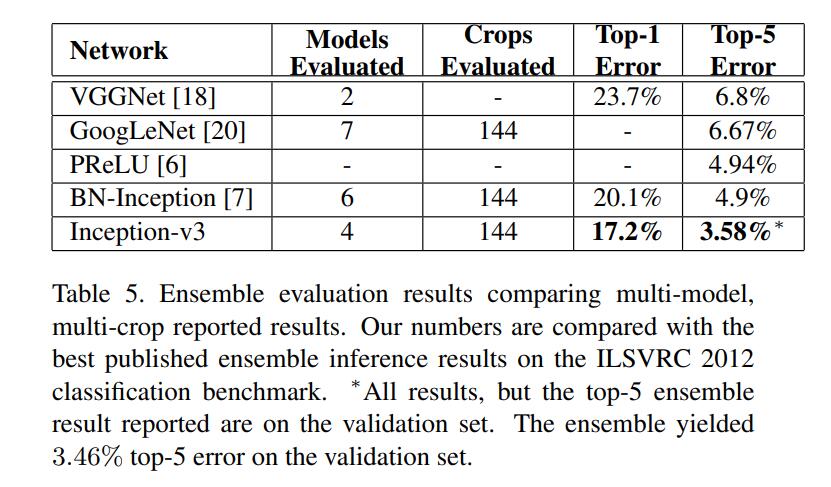 Network Models Evaluated Crops Evaluated Top-1 Error Top-5 Error
VGGNet [18] 2 - 23.7% 6.8%
GoogLeNet [20] 7 144 - 6.67%
PReLU [6] - - - 4.94%
BN-Inception [7] 6 144 20.1% 4.9%
Inception-v3 4 144 17.2% 3.58%*
Table 5. Ensemble evaluation results comparing multi-model,
multi-crop reported results. Our numbers are compared with the
best published ensemble inference results on the ILSVRC 2012
classification benchmark. *All results, but the top-5 ensemble
result reported are on the validation set. The ensemble yielded
3.46% top-5 error on the validation set.